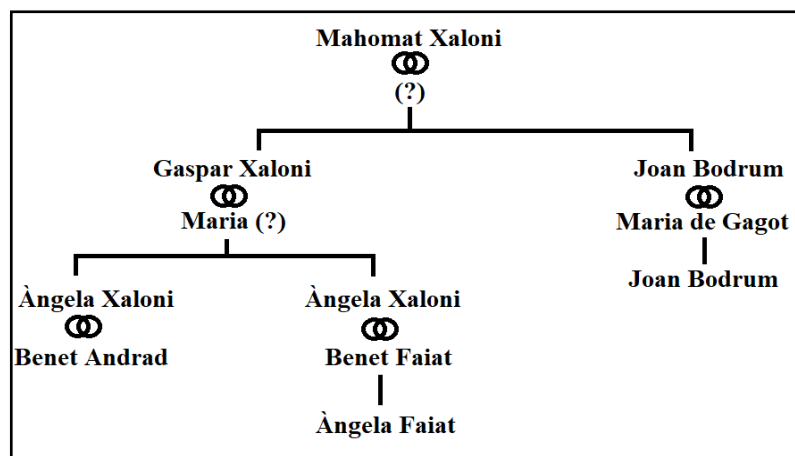 Mahomat Xaloni
(?)
Gaspar Xaloni
Joan Bodrum
Maria (?)
Maria de Gagot
Joan Bodrum
Àngela Xaloni
Àngela Xaloni
Benet Andrad
Benet Faiat
Àngela Faiat